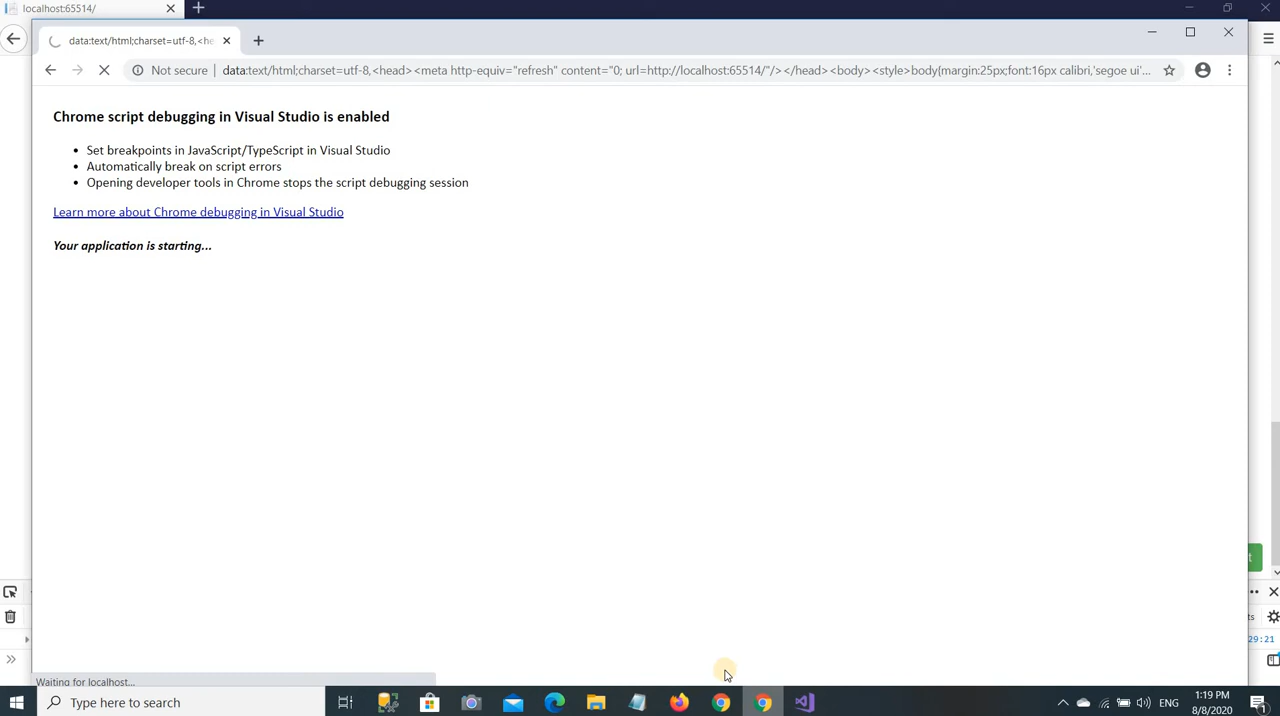 localhost:65514/
data:text/html;charset=utf-8,<he
Not secure
data:text/html;charset=utf-8,<head><meta http-equiv="refresh" content="0; url=http://localhost:65514/"/></head><body><style>body{margin:25px;font:16px calibri,'segoe ui'...
Chrome script debugging in Visual Studio is enabled
Set breakpoints in JavaScript/TypeScript in Visual Studio
Automatically break on script errors
Opening developer tools in Chrome stops the script debugging session
Learn more about Chrome debugging in Visual Studio
Your application is starting...
t
ts
29:21
Waiting for localhost...
Type here to search
ENG
1:19 PM
8/8/2020
1